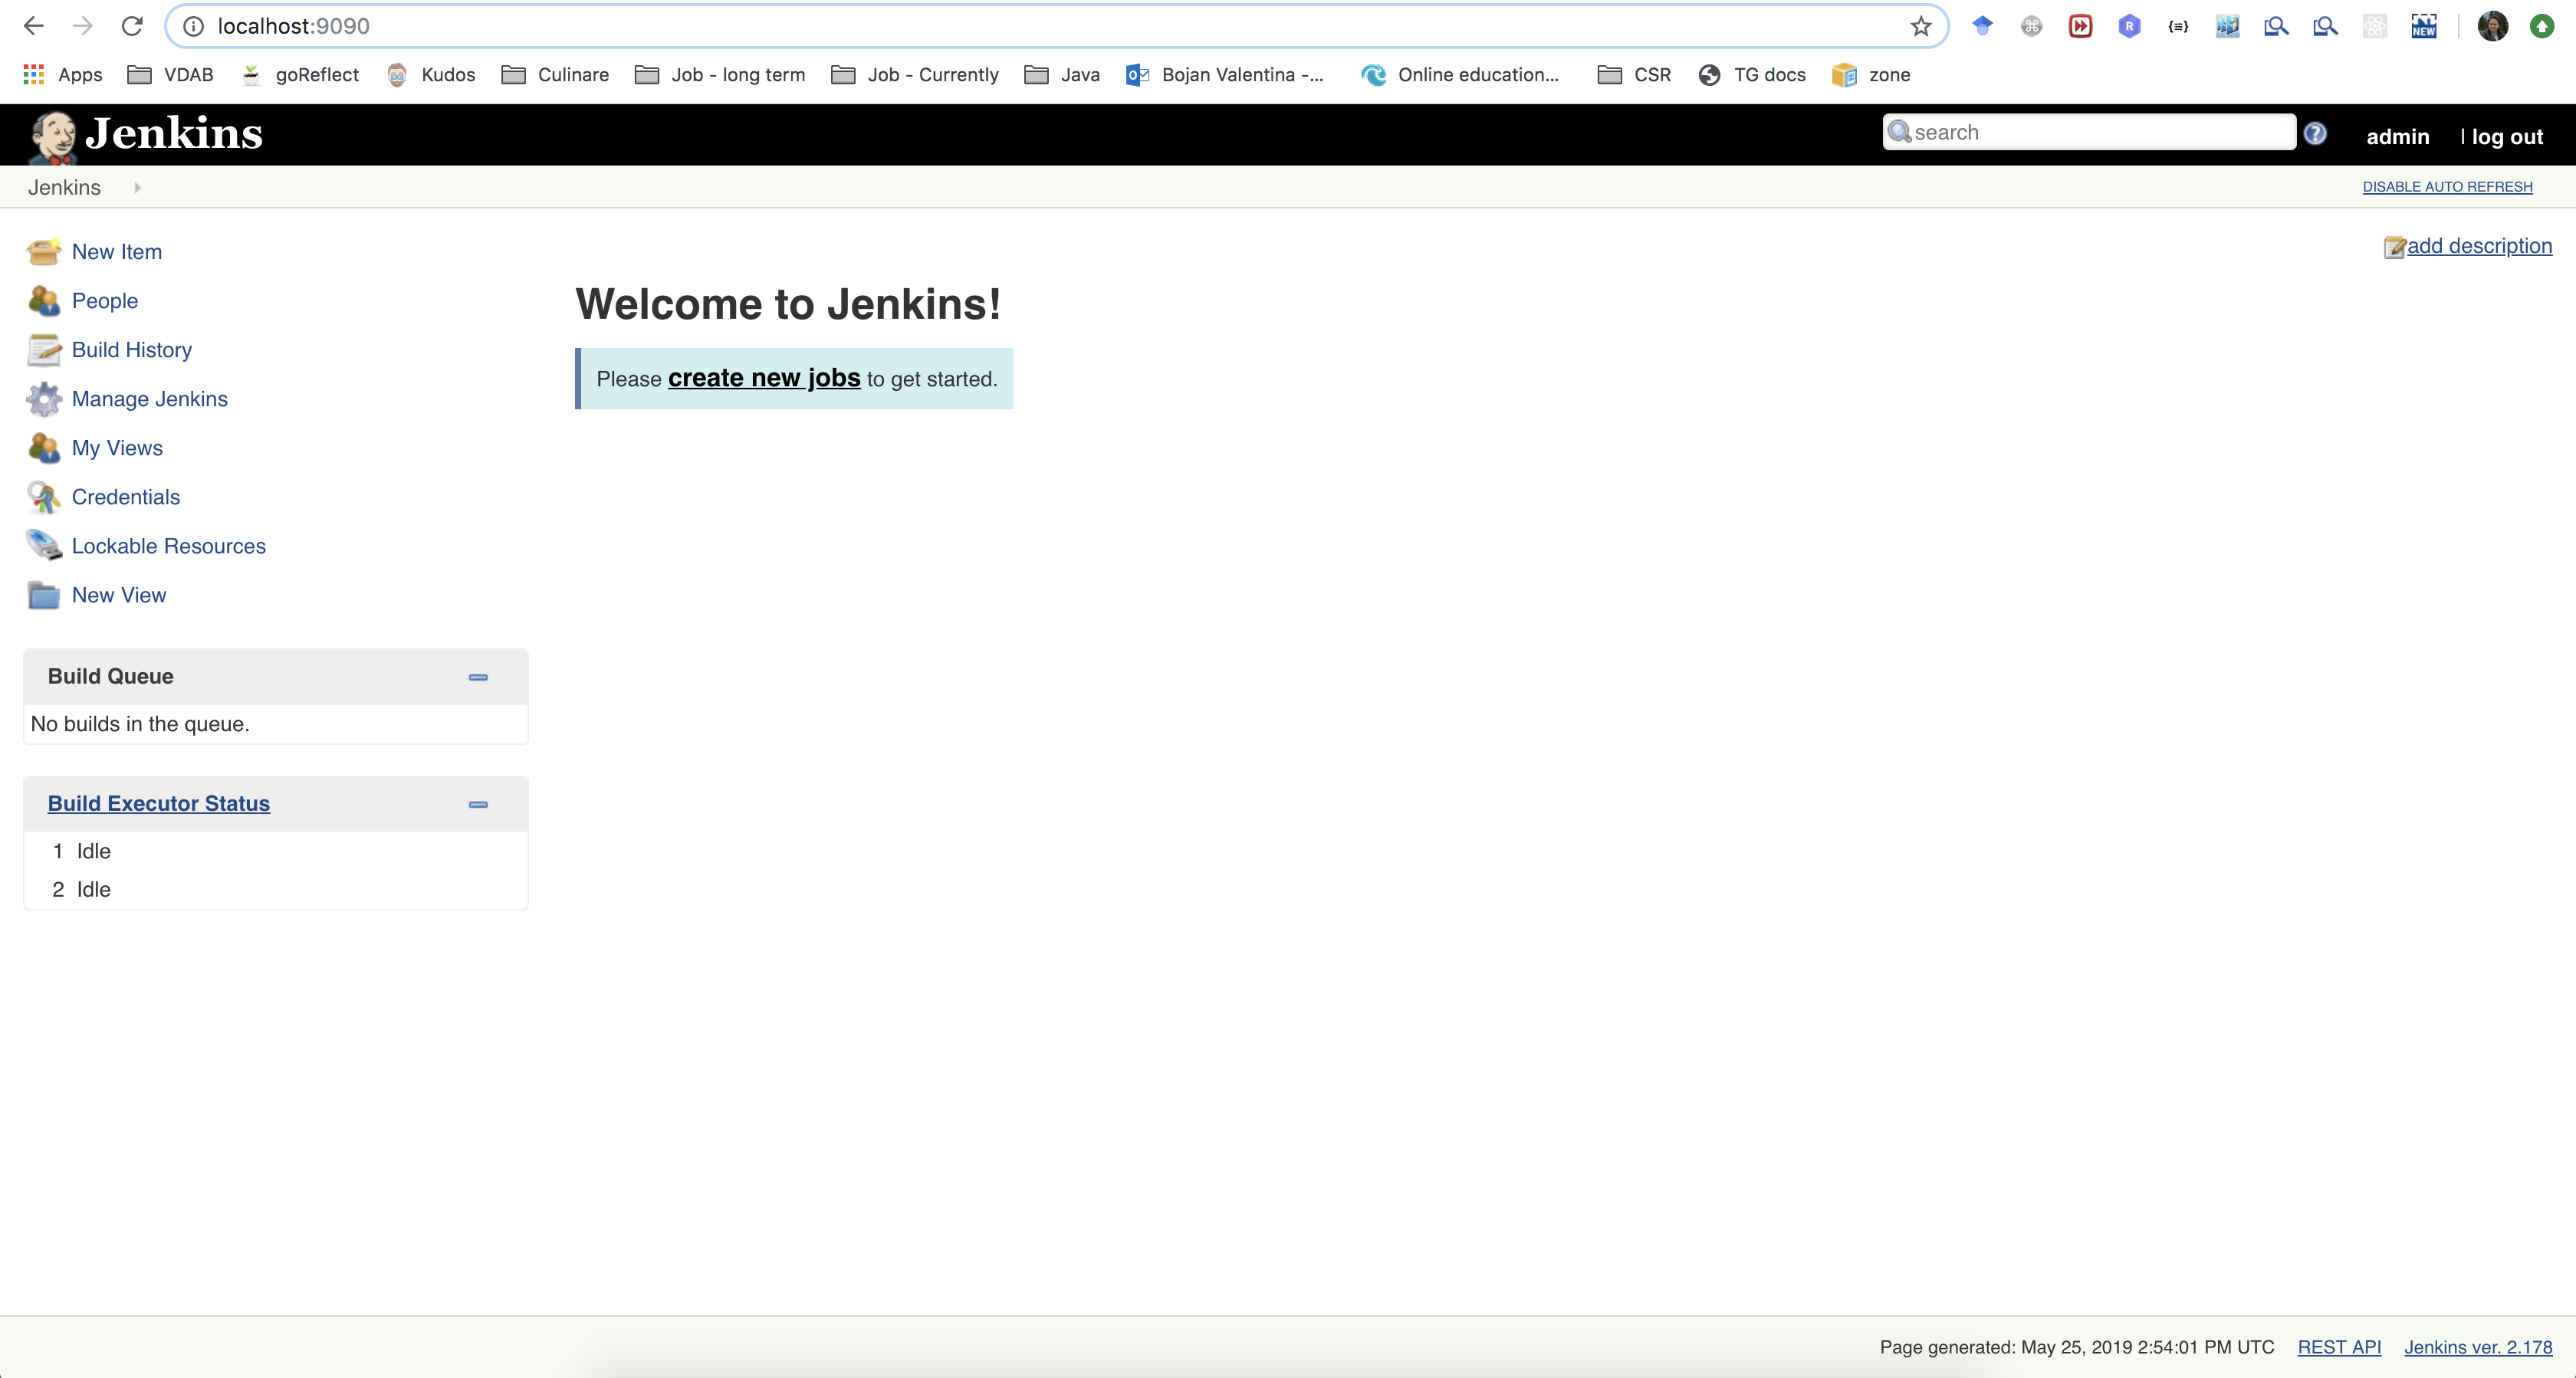 localhost:9090
R
{≡}
NEW
Apps VDAB goReflect Kudos Culinare Job - long term Job - Currently Java Bojan Valentina -... Online education... CSR TG docs zone
Jenkins
search
? admin | log out
Jenkins
DISABLE AUTO REFRESH
New Item
People
Build History
Manage Jenkins
My Views
Credentials
Lockable Resources
New View
add description
Welcome to Jenkins!
Please create new jobs to get started.
Build Queue
No builds in the queue.
Build Executor Status
1 Idle
2 Idle
Page generated: May 25, 2019 2:54:01 PM UTC REST API Jenkins ver. 2.178